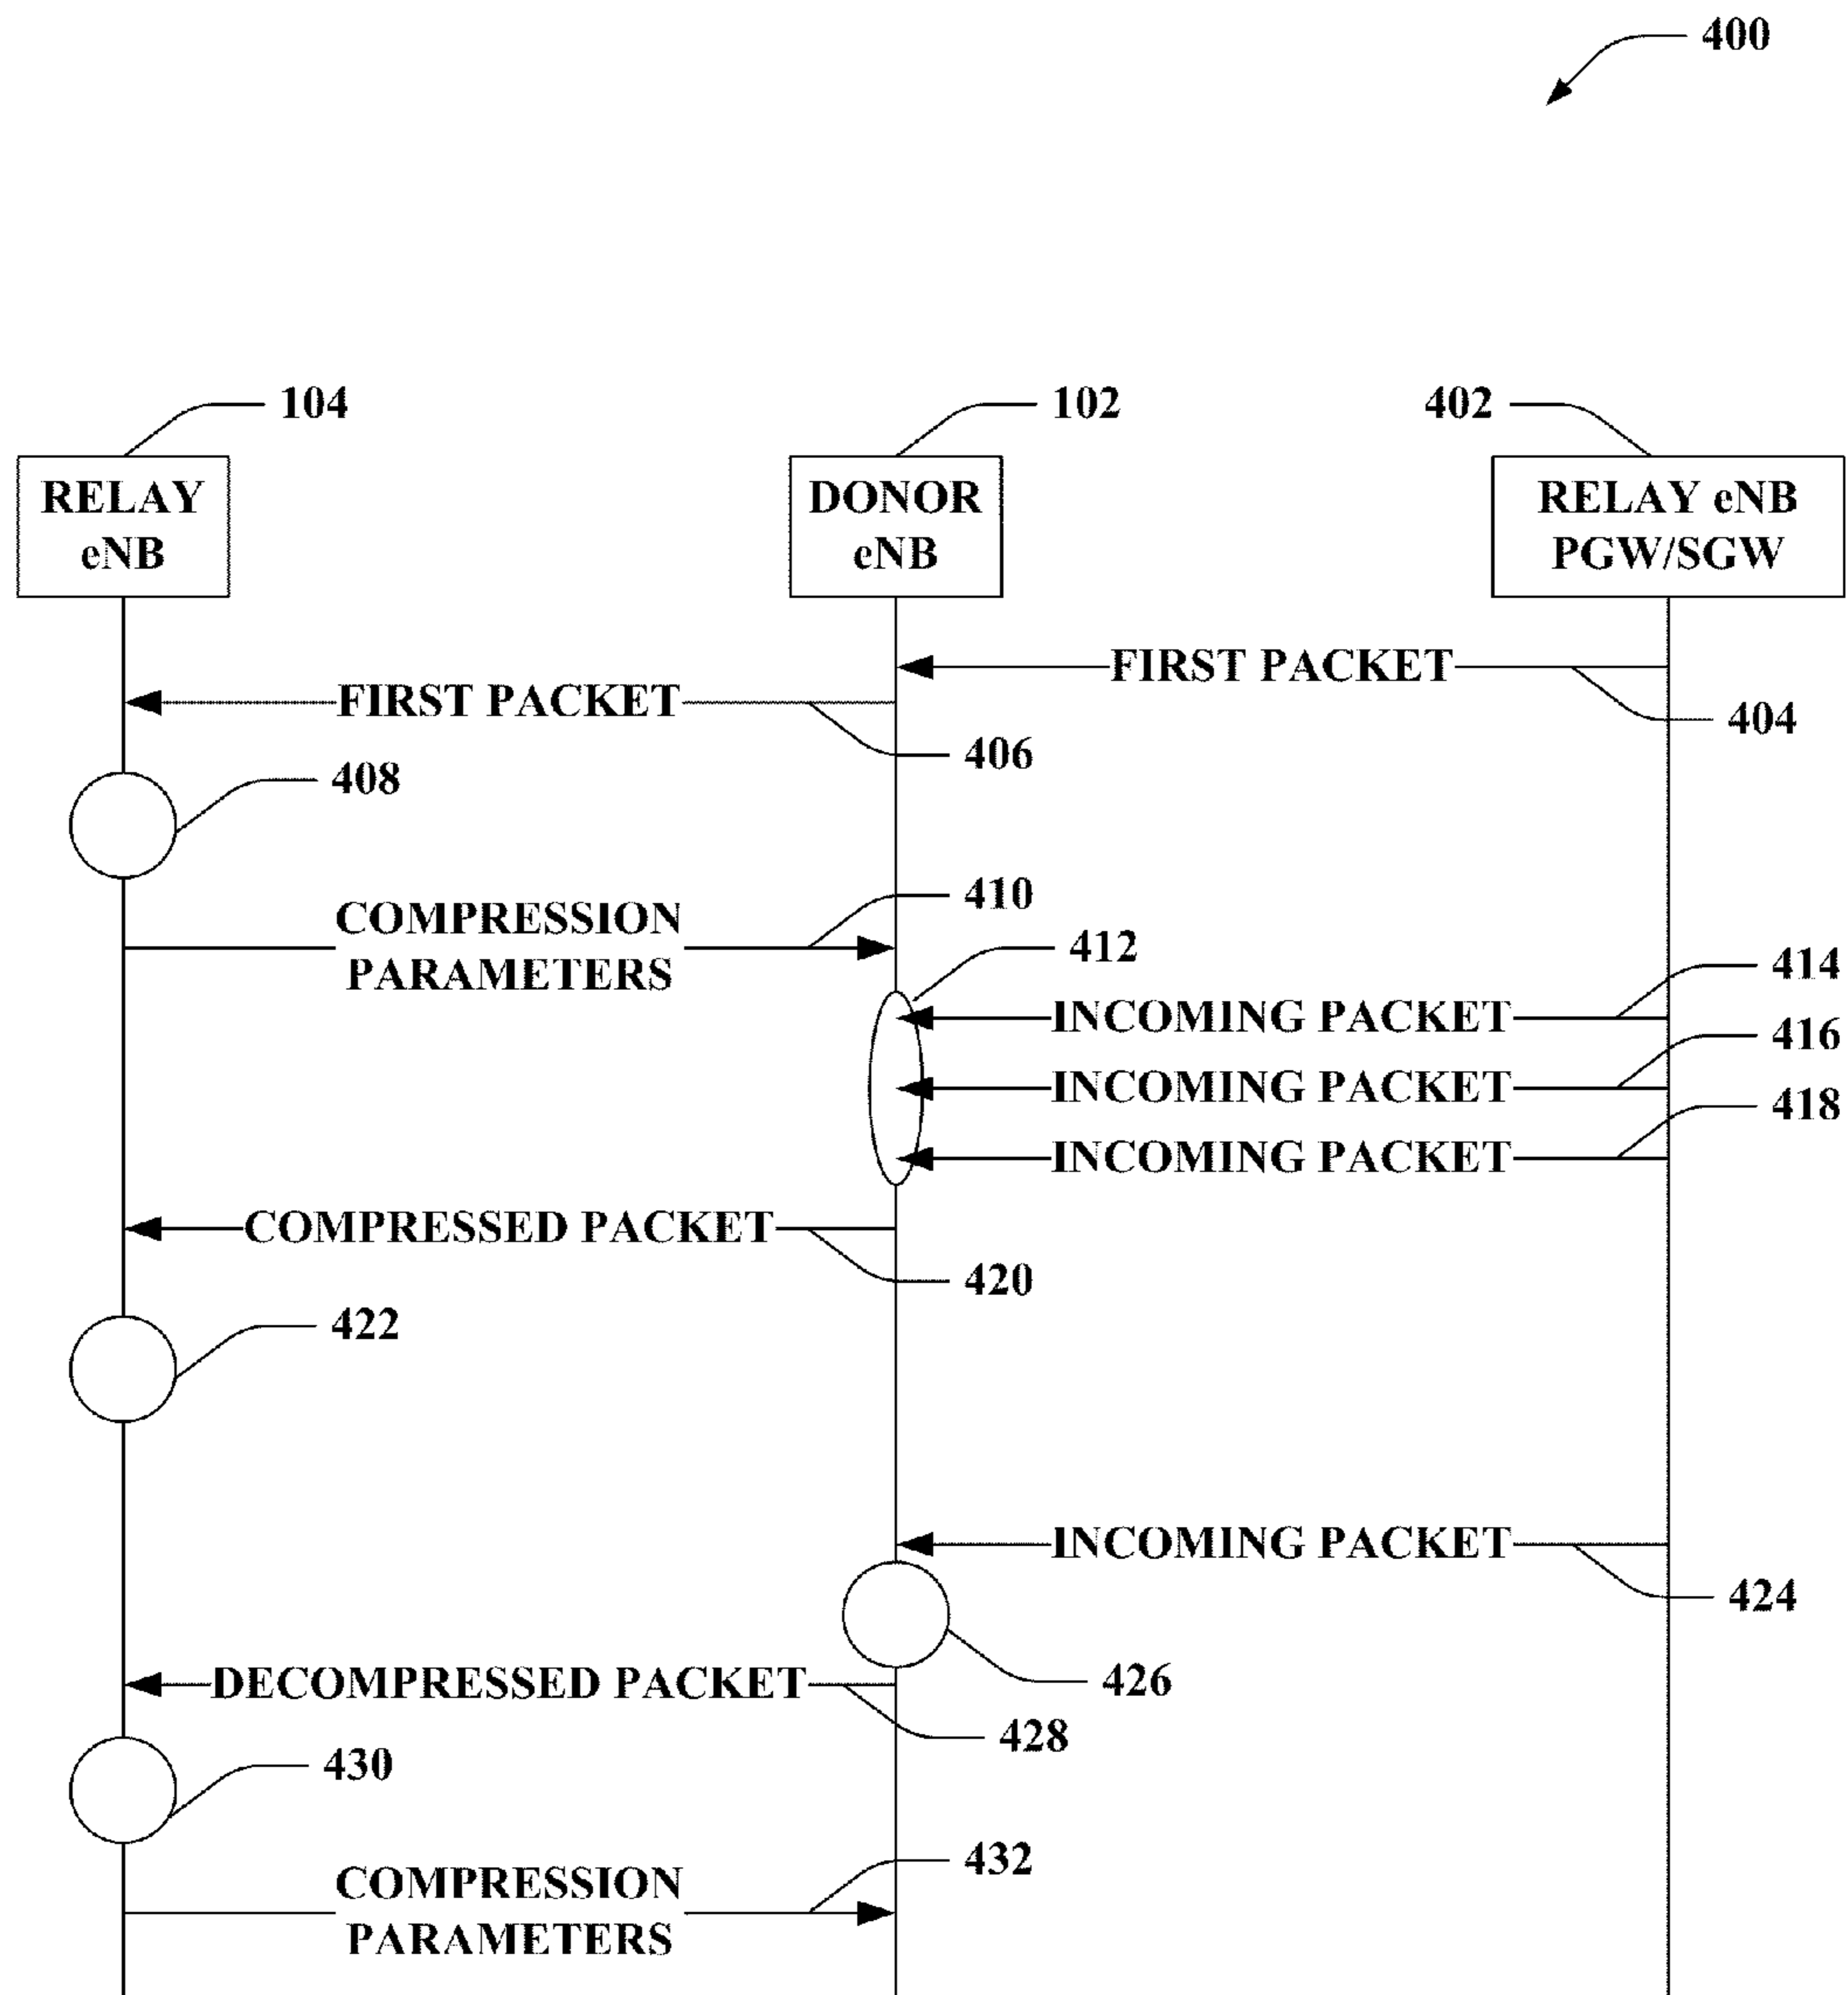 400
104
102
402
RELAY
eNB
DONOR
eNB
RELAY eNB
PGW/SGW
FIRST PACKET
404
FIRST PACKET
406
408
COMPRESSION
PARAMETERS
410
412
INCOMING PACKET
414
INCOMING PACKET
416
INCOMING PACKET
418
COMPRESSED PACKET
420
422
INCOMING PACKET
424
426
DECOMPRESSED PACKET
428
430
COMPRESSION
PARAMETERS
432